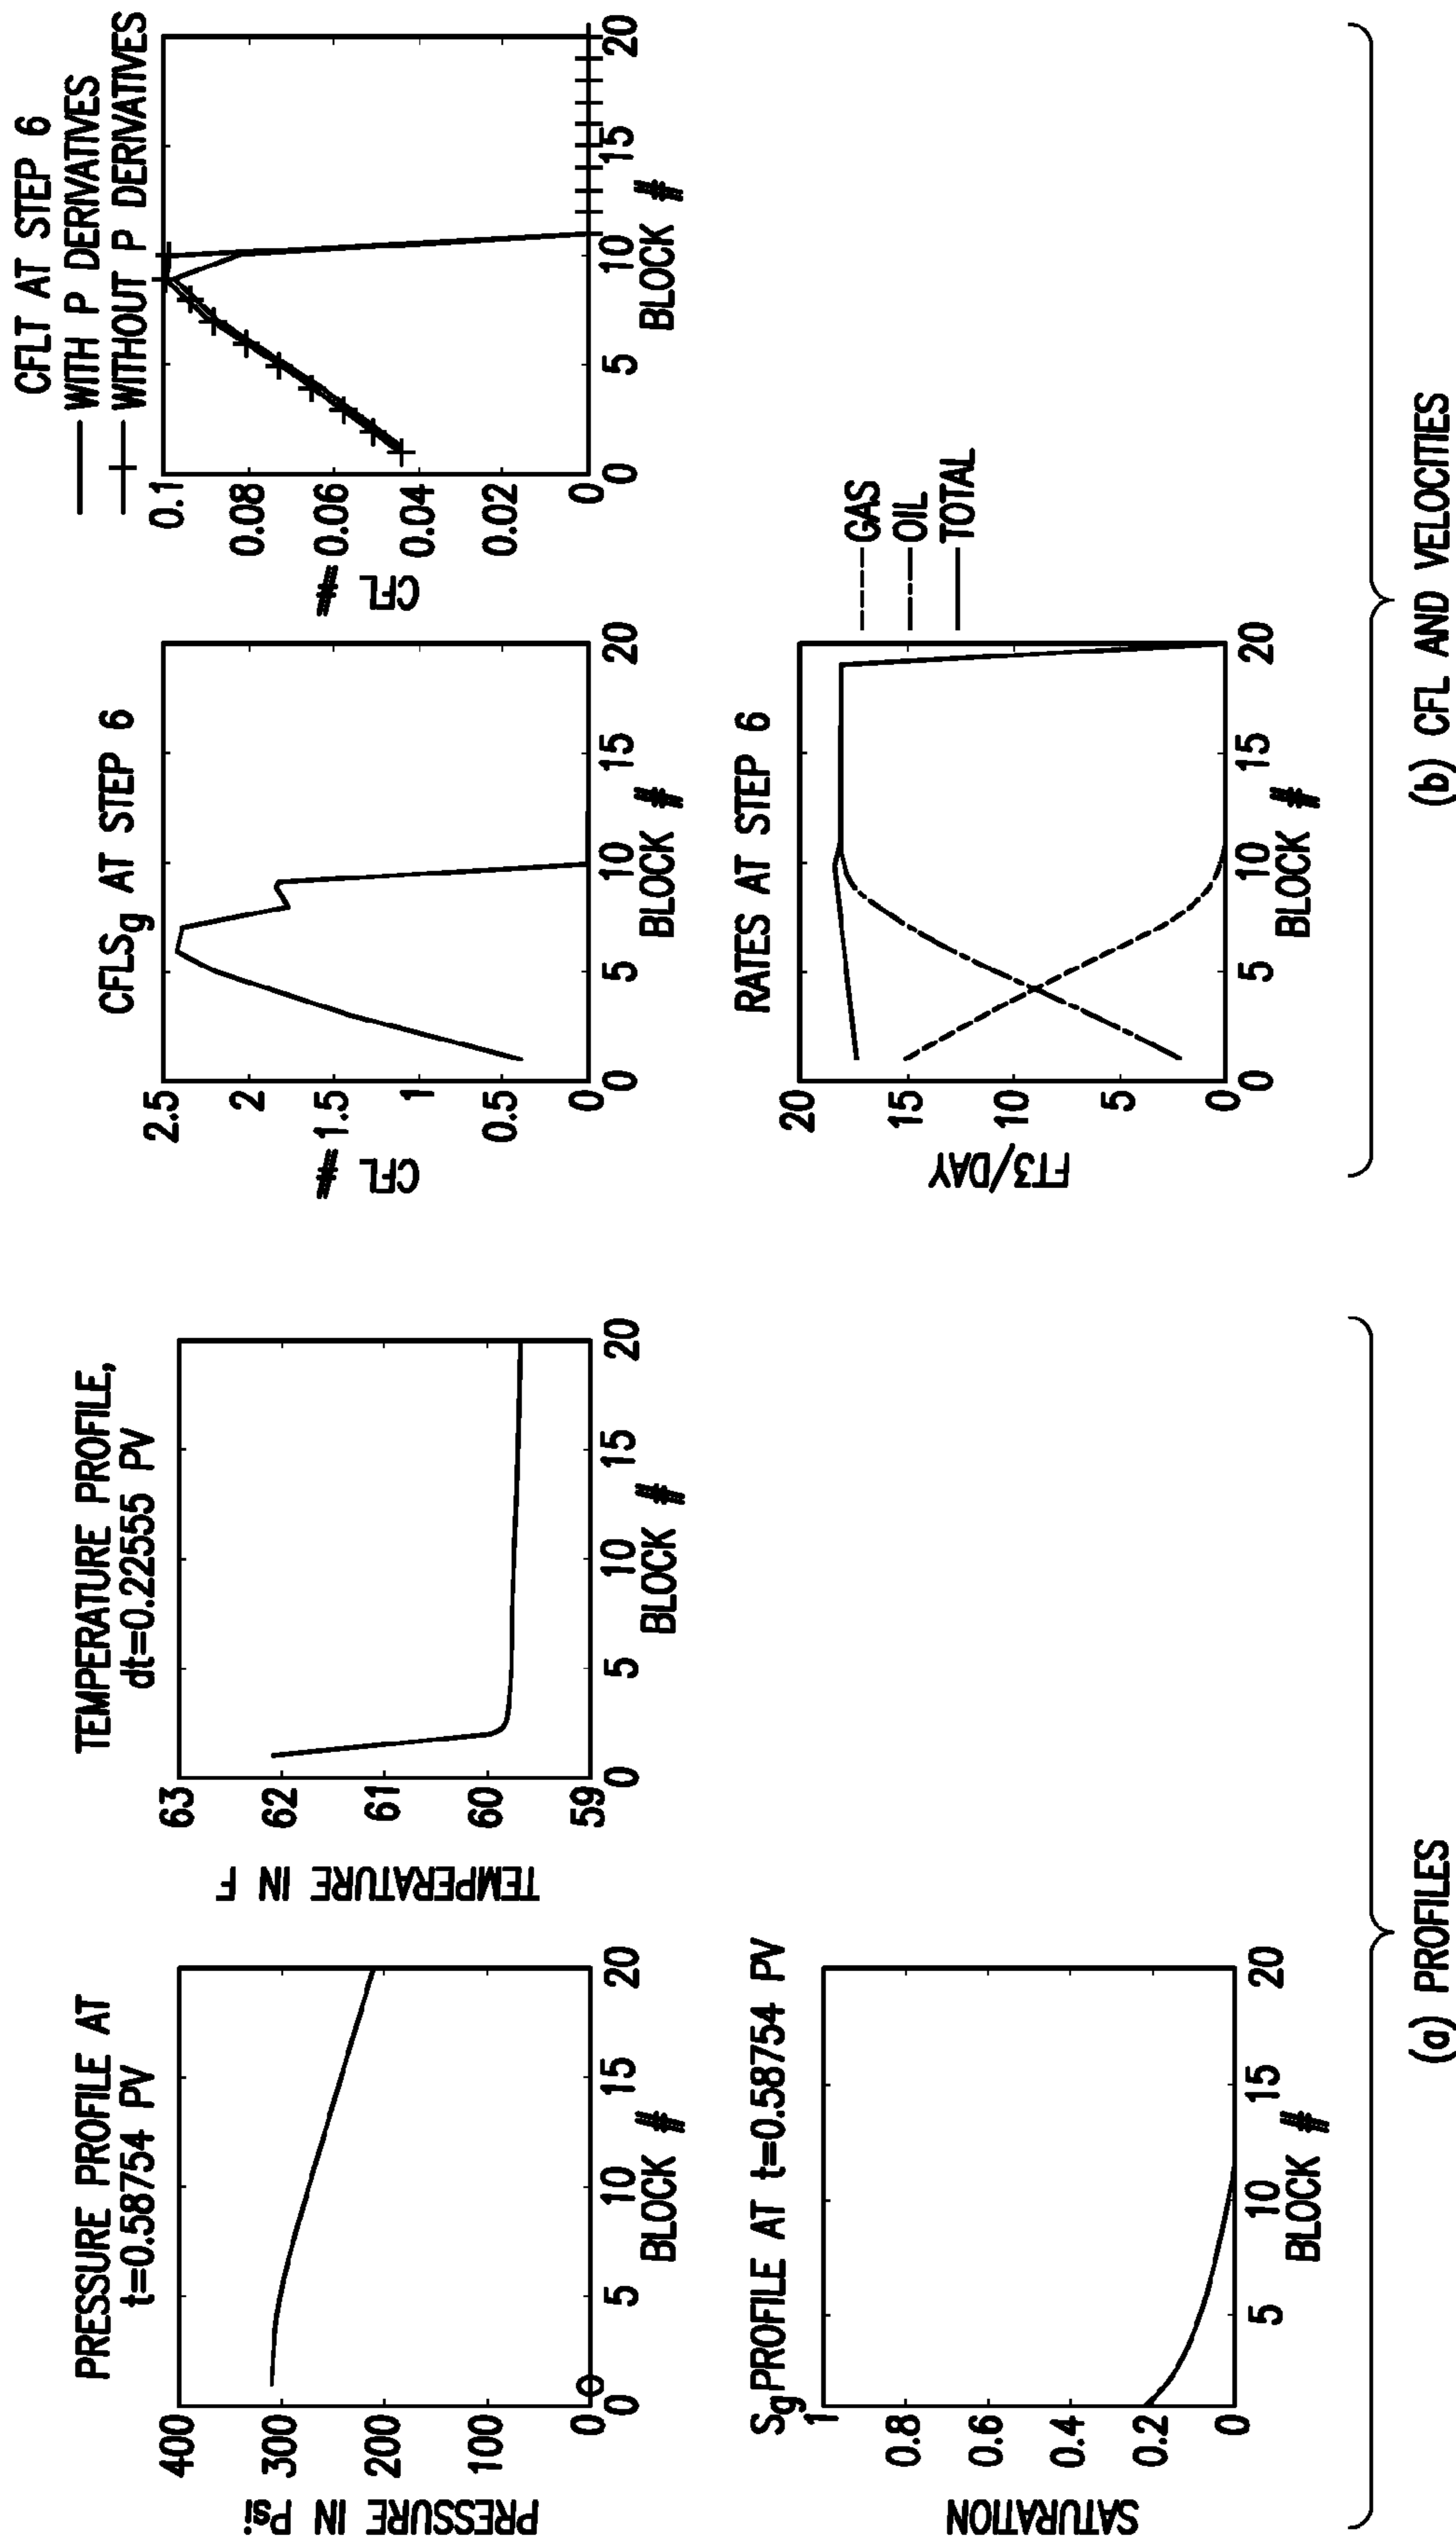 PRESSURE PROFILE AT
t=0.58754 PV
PRESSURE IN Psi
400
300
200
100
0
0
5
10
15
20
BLOCK #
TEMPERATURE PROFILE,
dt=0.22555 PV
TEMPERATURE IN F
63
62
61
60
59
0
5
10
15
20
BLOCK #
Sg PROFILE AT t=0.58754 PV
SATURATION
1
0.8
0.6
0.4
0.2
0
5
10
15
20
BLOCK #
(a) PROFILES
CFLSg AT STEP 6
CFL #
2.5
2
1.5
1
0.5
0
0
5
10
15
20
BLOCK #
CFLT AT STEP 6
WITH P DERIVATIVES
WITHOUT P DERIVATIVES
CFL #
0.1
0.08
0.06
0.04
0.02
0
0
5
10
15
20
BLOCK #
RATES AT STEP 6
FT3/DAY
20
15
10
5
0
0
5
10
15
20
BLOCK #
GAS
OIL
TOTAL
(b) CFL AND VELOCITIES